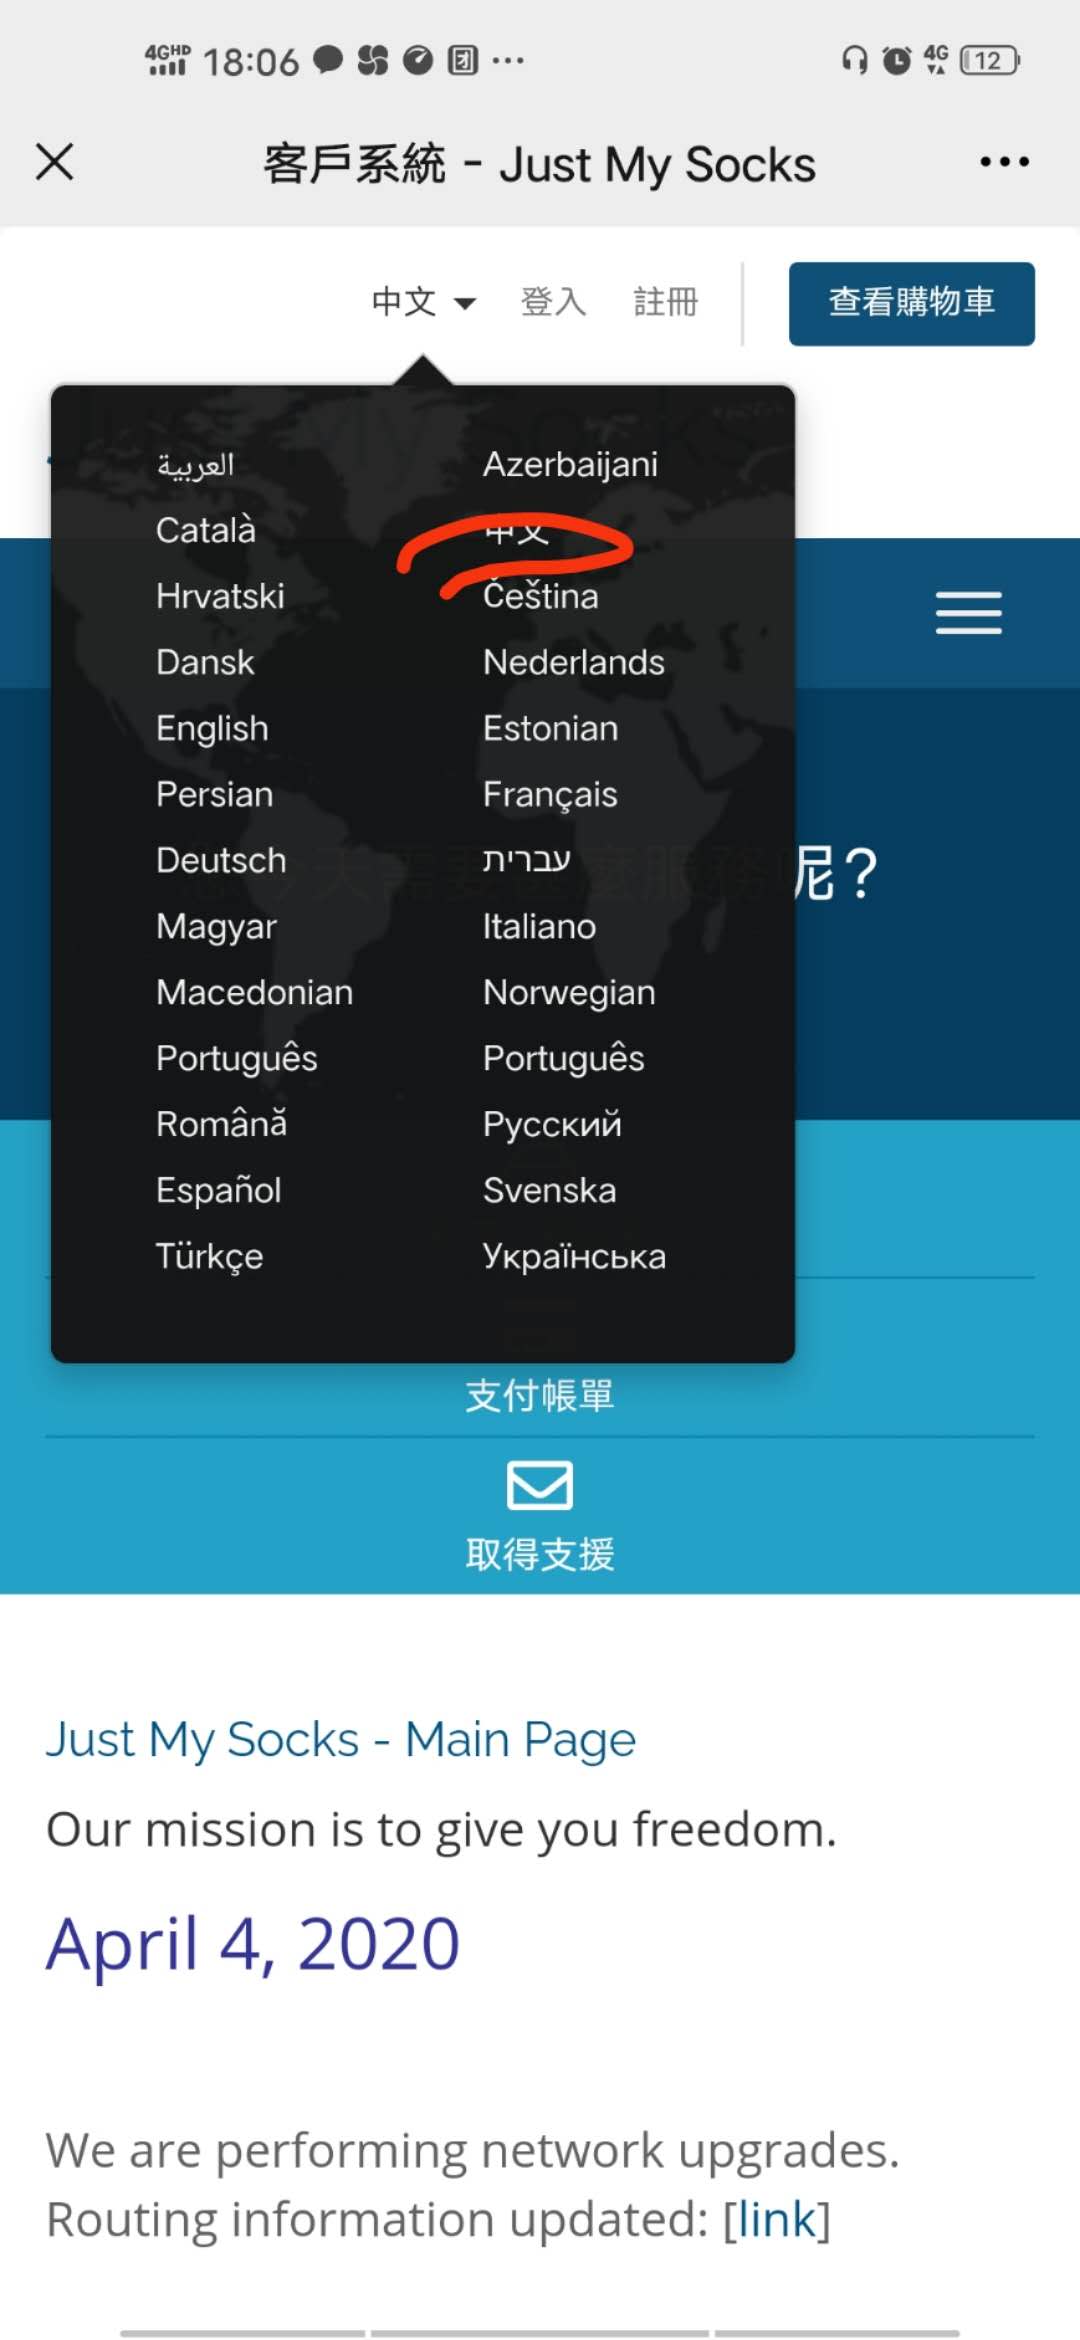 4GHD 18:06 ... 4G 12
客戶系統 - Just My Socks
中文 登入 註冊 查看購物車
العربية Azerbaijani
Català 中文
Hrvatski Čeština
Dansk Nederlands
English Estonian
Persian Français
Deutsch עברית
呢？
Magyar Italiano
Macedonian Norwegian
Português Português
Română Русский
Español Svenska
Türkçe Українська
支付帳單
取得支援
Just My Socks - Main Page
Our mission is to give you freedom.
April 4, 2020
We are performing network upgrades.
Routing information updated: [link]